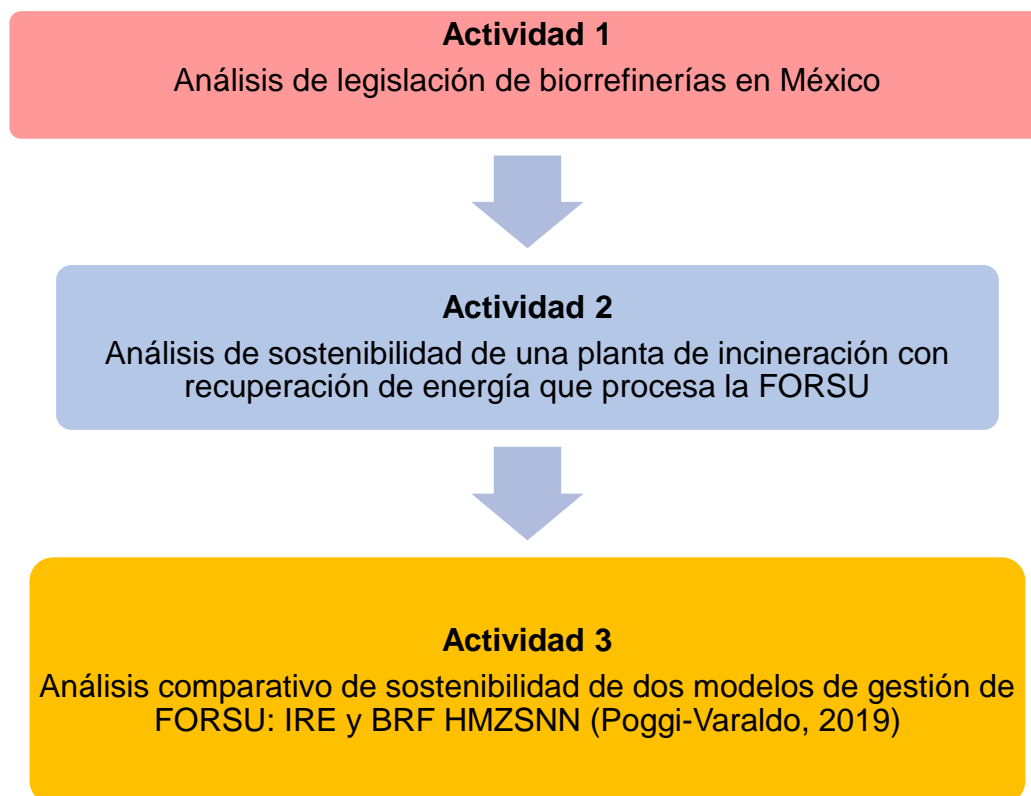 Actividad 1
Análisis de legislación de biorrefinerías en México
Actividad 2
Análisis de sostenibilidad de una planta de incineración con
recuperación de energía que procesa la FORSU
Actividad 3
Análisis comparativo de sostenibilidad de dos modelos de gestión de
FORSU: IRE y BRF HMZSNN (Poggi-Varaldo, 2019)